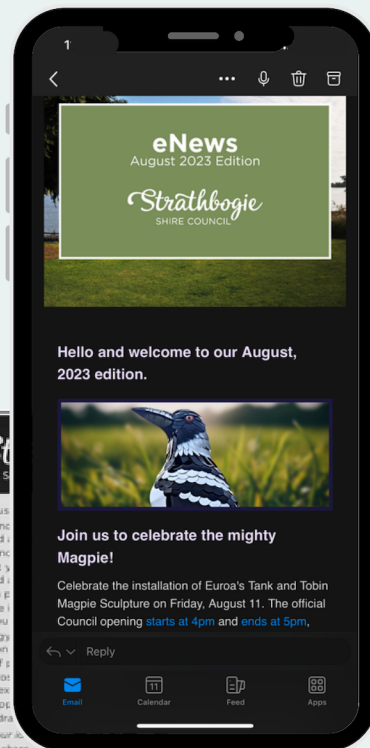 eNews
August 2023 Edition
Strathbogie
SHIRE COUNCIL
Hello and welcome to our August,
2023 edition.
Join us to celebrate the mighty
Magpie!
Celebrate the installation of Euroa's Tank and Tobin
Magpie Sculpture on Friday, August 11. The official
Council opening starts at 4pm and ends at 5pm,
Reply
11
Email
Calendar
Feed
Apps